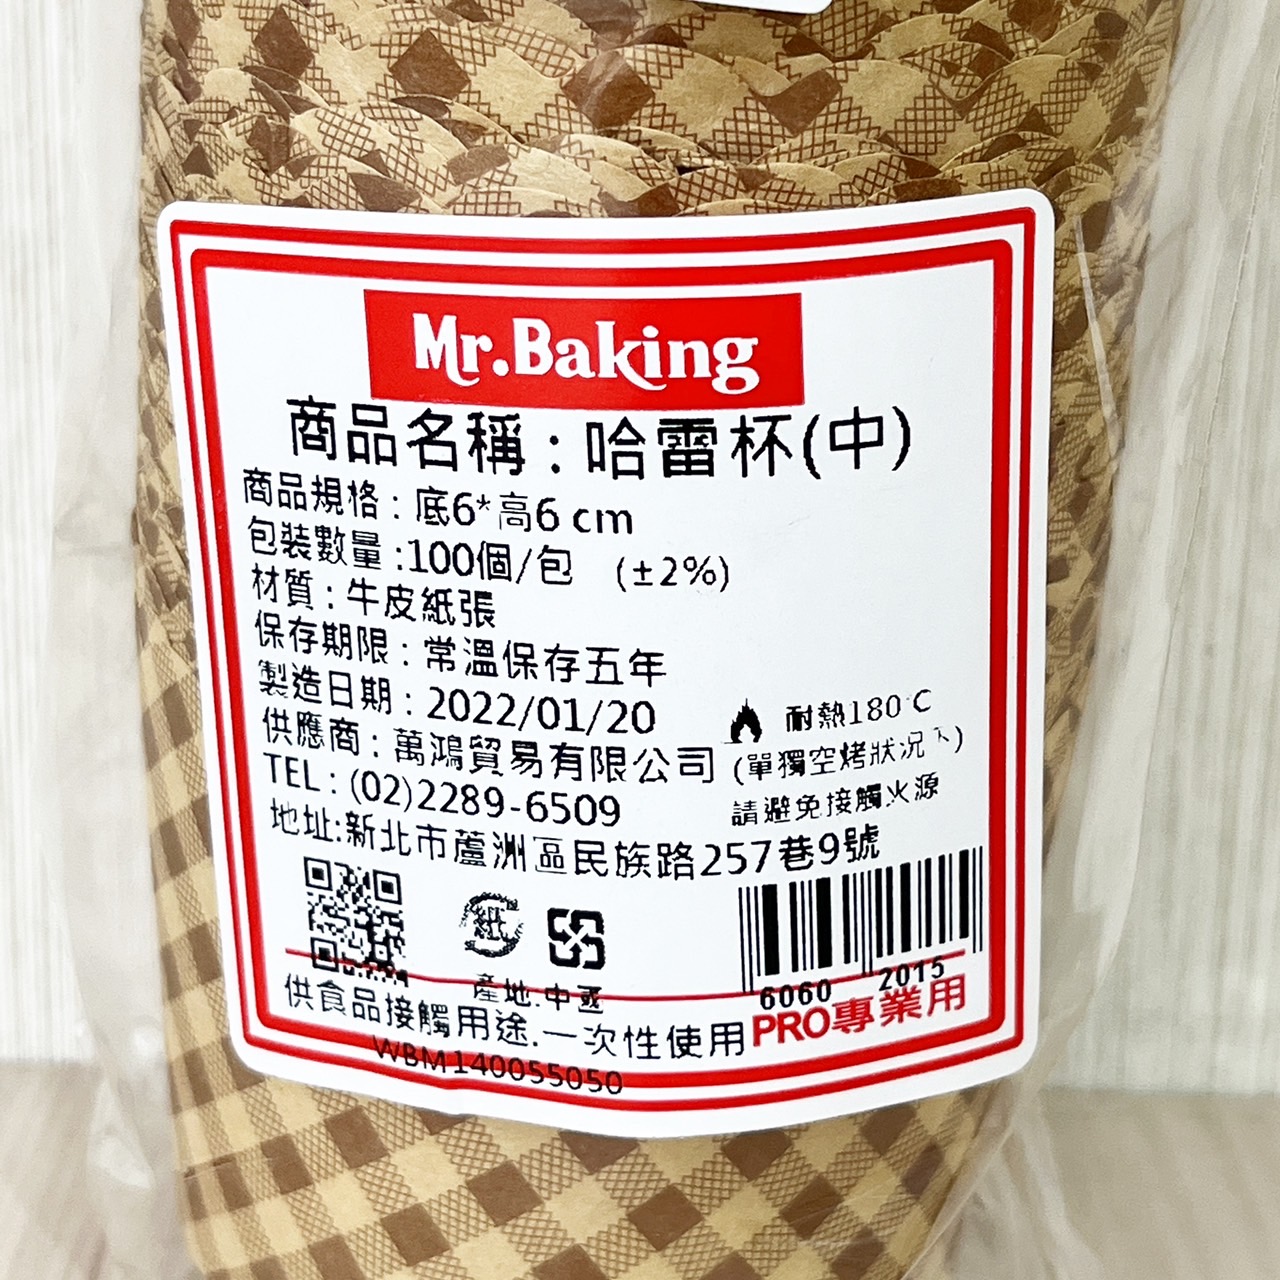 Mr.Baking
商品名稱：哈雷杯(中)
商品規格：底6*高6 cm
包裝數量:100個/包 (±2%)
材質：牛皮紙張
保存期限：常溫保存五年
製造日期：2022/01/20
耐熱180°C
供應商：萬鴻貿易有限公司
(單獨空烤狀況下)
TEL：(02)2289-6509
請避免接觸火源
地址:新北市蘆洲區民族路257巷9號
紙
產地.中國
6060 2015
供食品接觸用途.一次性使用
PRO專業用
WBM140055050